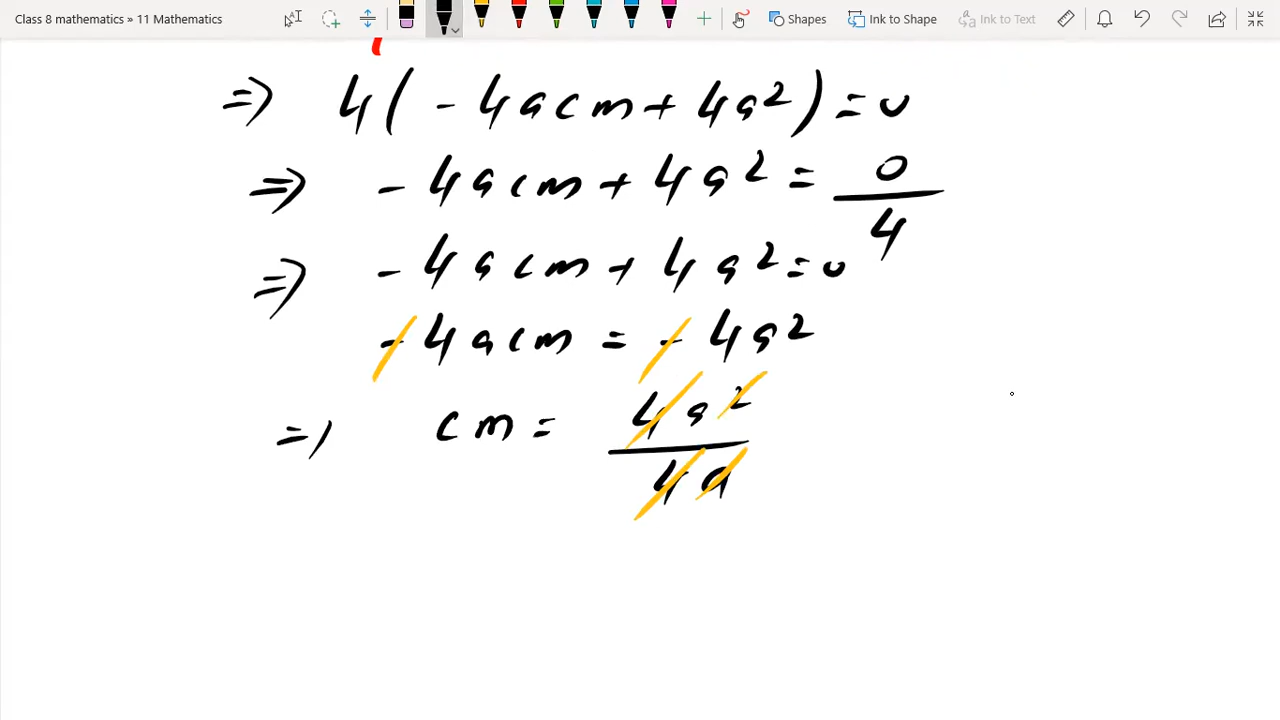 Class 8 mathematics » 11 Mathematics
Shapes
Ink to Shape
Ink to Text
⇒ 4(-4acm+4a²)=0
⇒ -4acm+4a²= 0/4
⇒ -4acm+4a²=0
-4acm = -4a²
⇒ cm = 4a²/4a